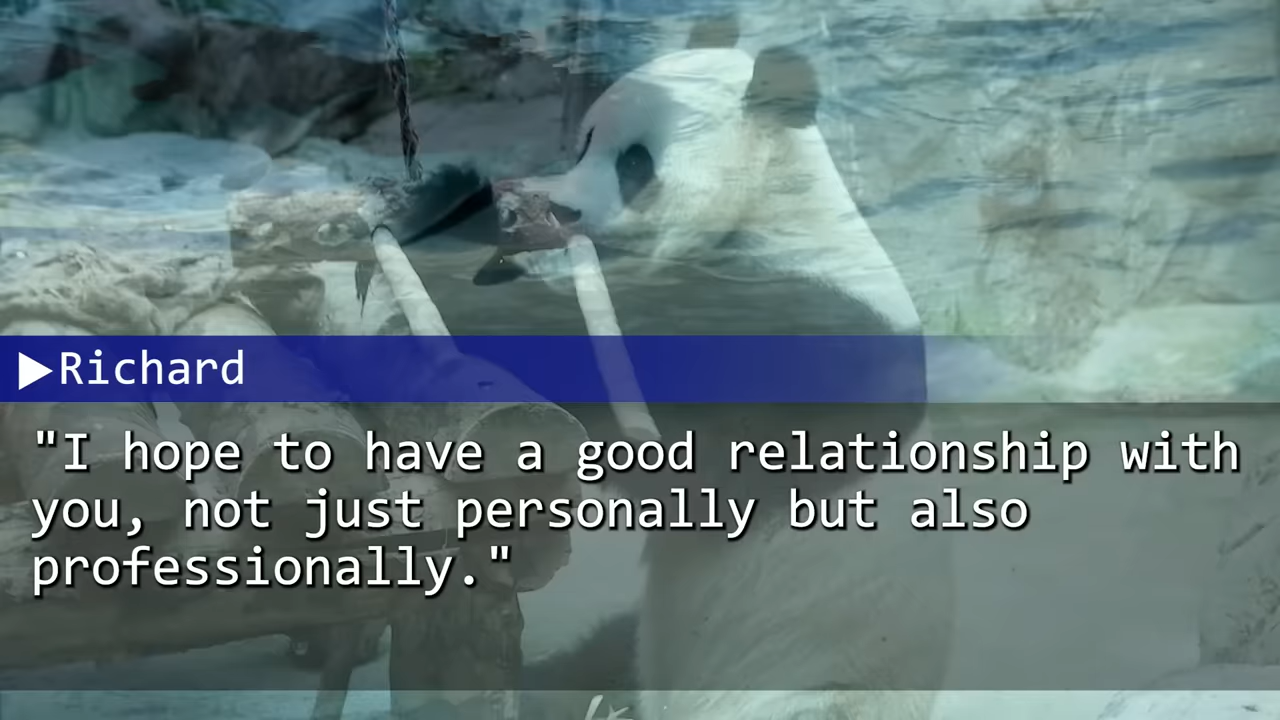 ▶Richard
"I hope to have a good relationship with
you, not just personally but also
professionally."